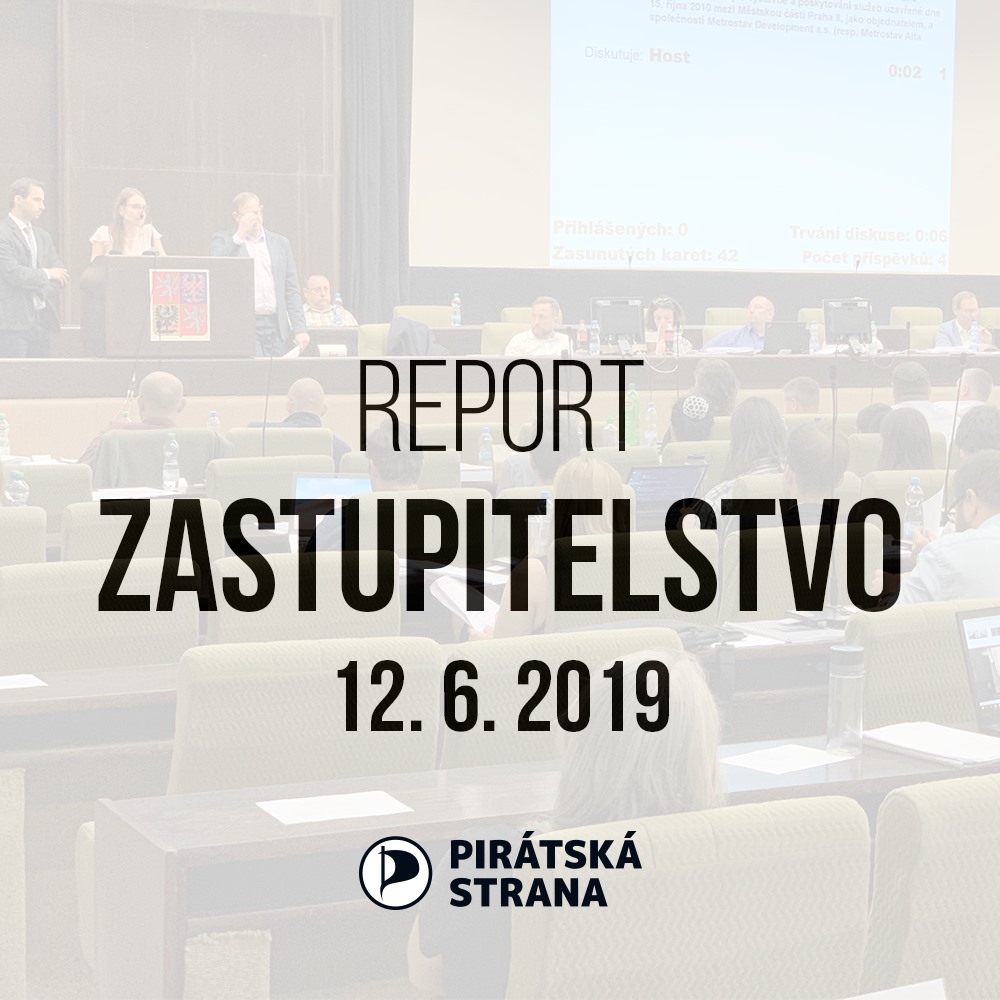 15. října 2010 mezi Městskou částí Praha 8, jako objednatelem, a
společností Metrostav Development a.s. (resp. Metrostav Alfa
Diskutuje: Host
0:02 1
Přihlášených: 0
Trvání diskuse: 0:06
Zasunutých karet: 42
Počet příspěvků: 4
REPORT
ZASTUPITELSTVO
12. 6. 2019
PIRÁTSKÁ
STRANA